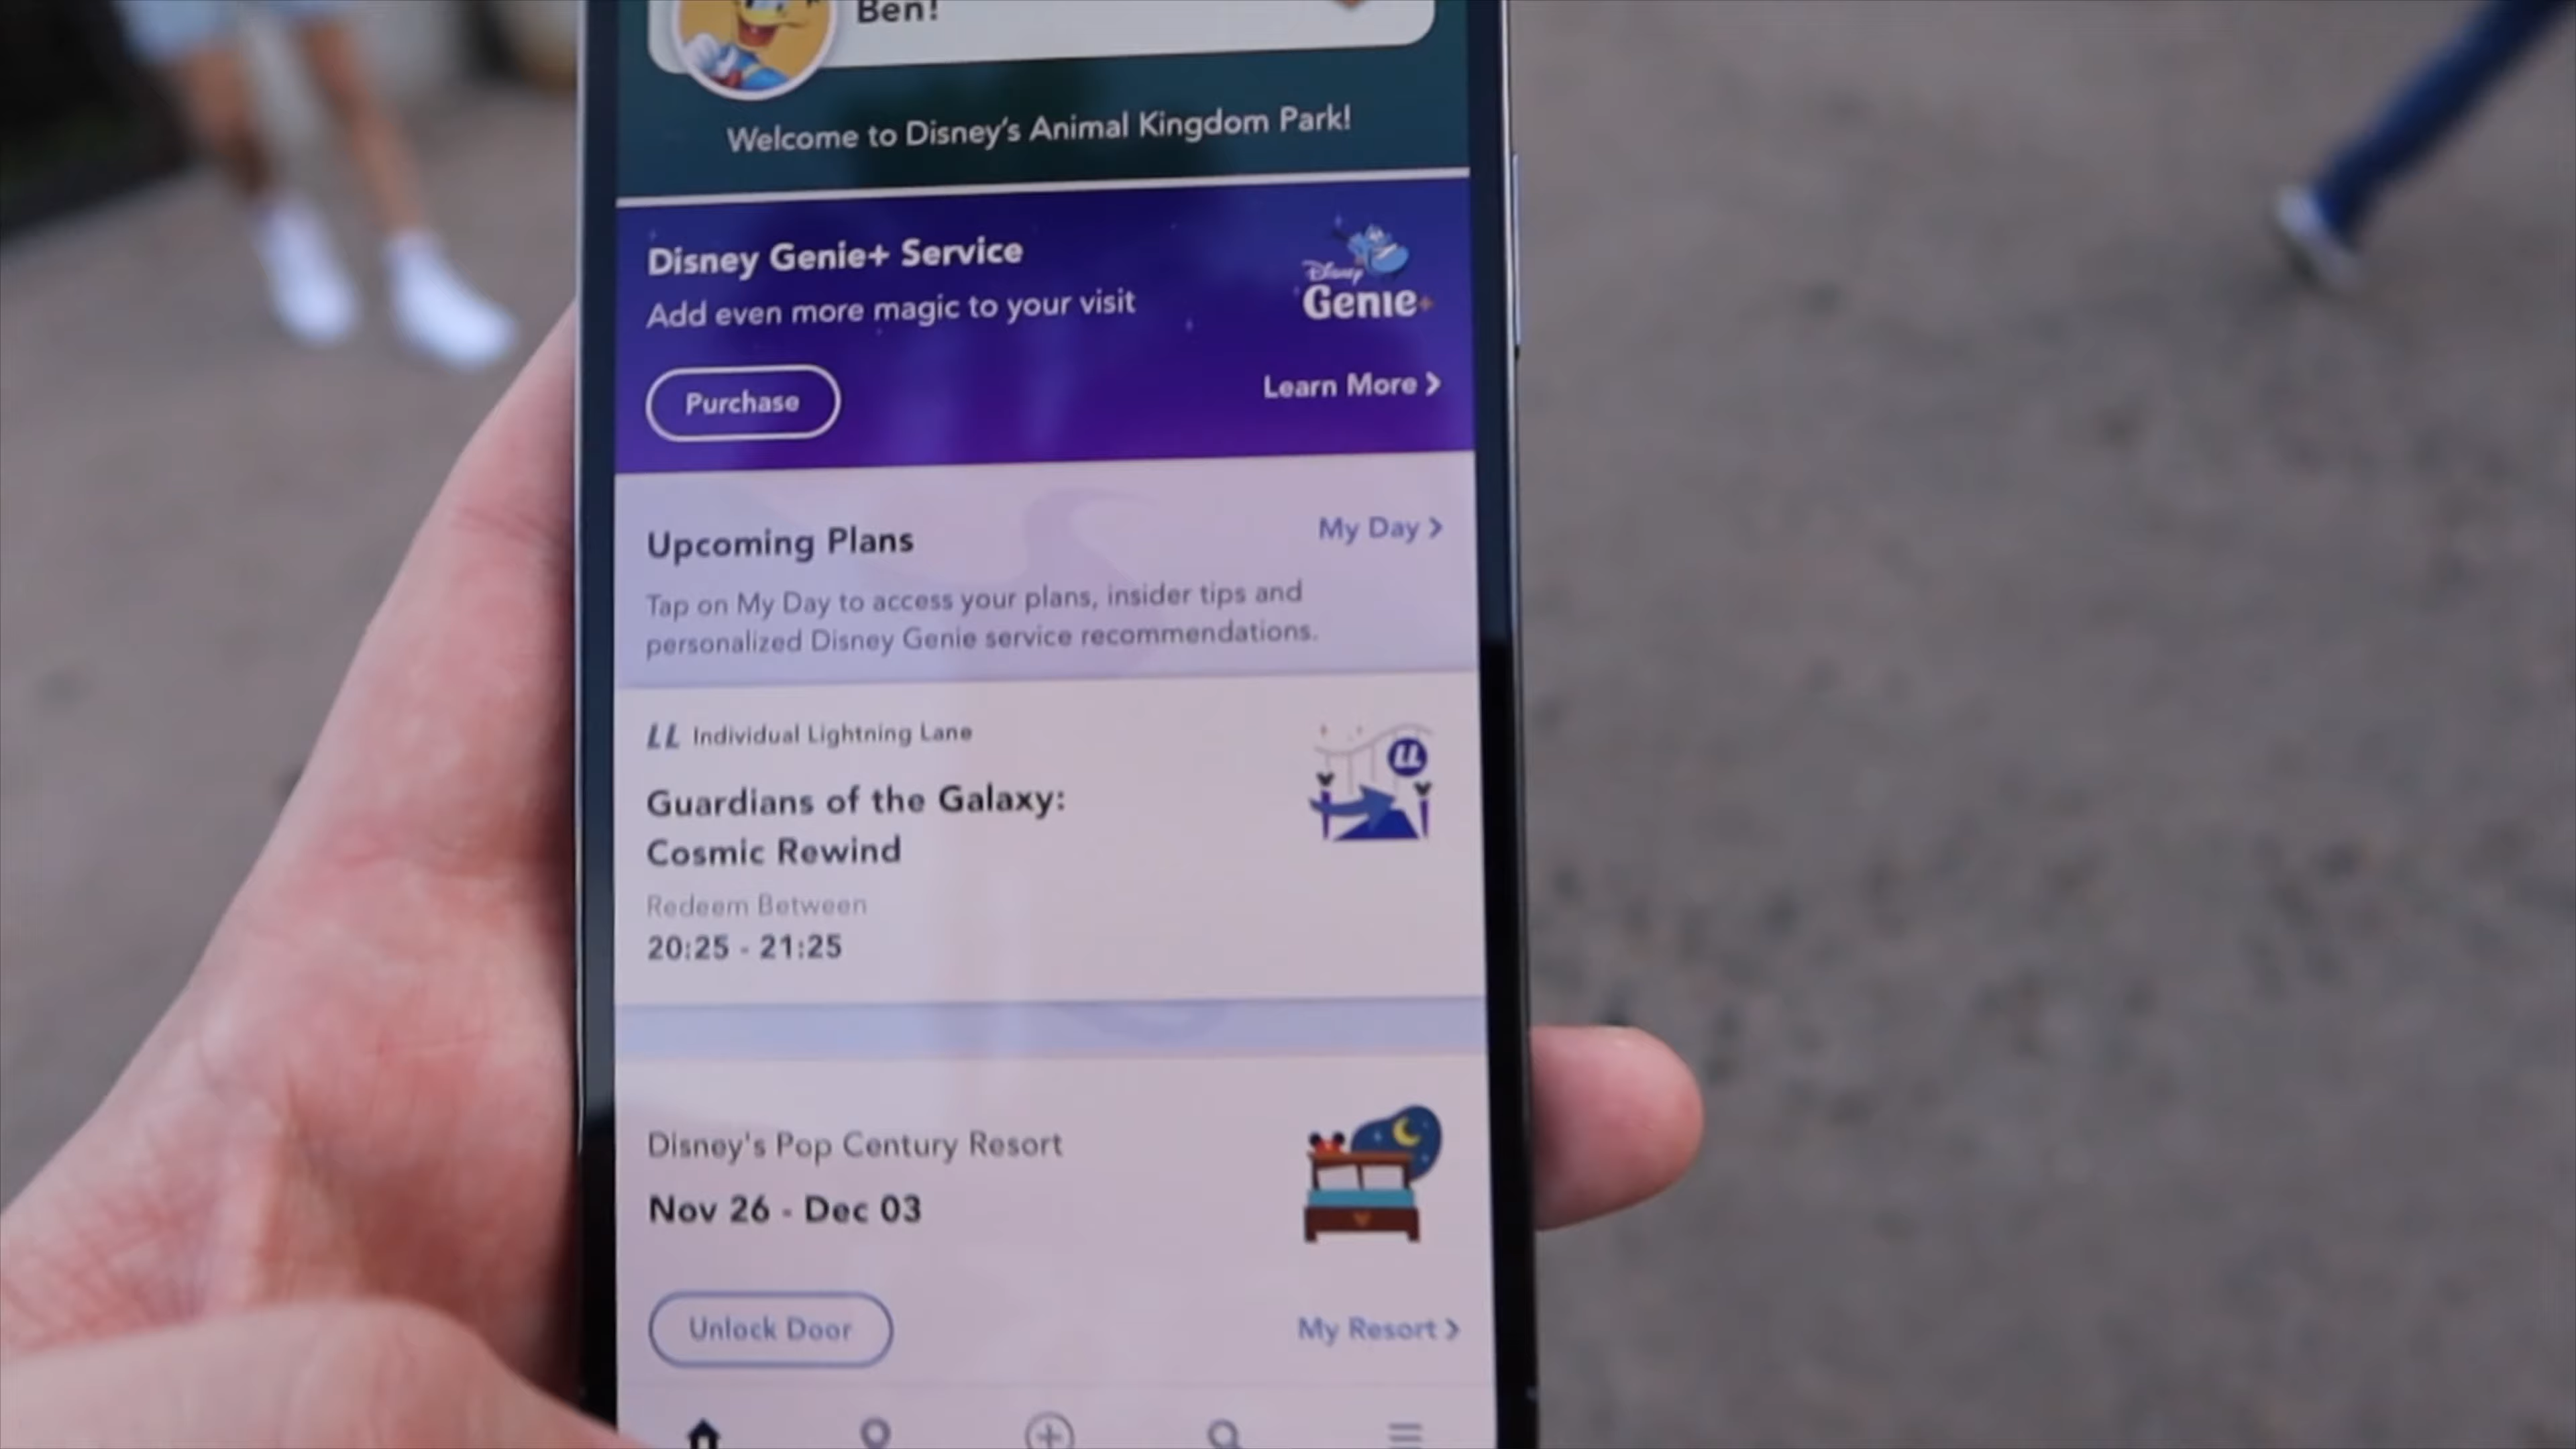 Ben!
Welcome to Disney's Animal Kingdom Park!
Disney Genie+ Service
Add even more magic to your visit
Disney
Genie+
Purchase
Learn More >
Upcoming Plans
My Day >
Tap on My Day to access your plans, insider tips and
personalized Disney Genie service recommendations.
LL Individual Lightning Lane
LL
Guardians of the Galaxy:
Cosmic Rewind
Redeem Between
20:25 - 21:25
Disney's Pop Century Resort
Nov 26 - Dec 03
Unlock Door
My Resort >